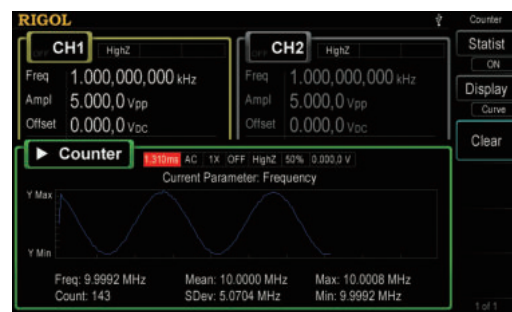 RIGOL Counter
OFF CH1 HighZ
OFF CH2 HighZ
Statist
ON
Freq 1.000,000,000 kHz
Freq 1.000,000,000 kHz
Display
Curve
Ampl 5.000,0 Vpp
Ampl 5.000,0 Vpp
Offset 0.000,0 VDC
Offset 0.000,0 VDC
Clear
Counter 1.310ms AC 1X OFF HighZ 50% 0.000,0 V
Current Parameter: Frequency
Y Max
Y Min
Freq: 9.9992 MHz Mean: 10.0000 MHz Max: 10.0008 MHz
Count: 143 SDev: 5.0704 MHz Min: 9.9992 MHz
1 of 1